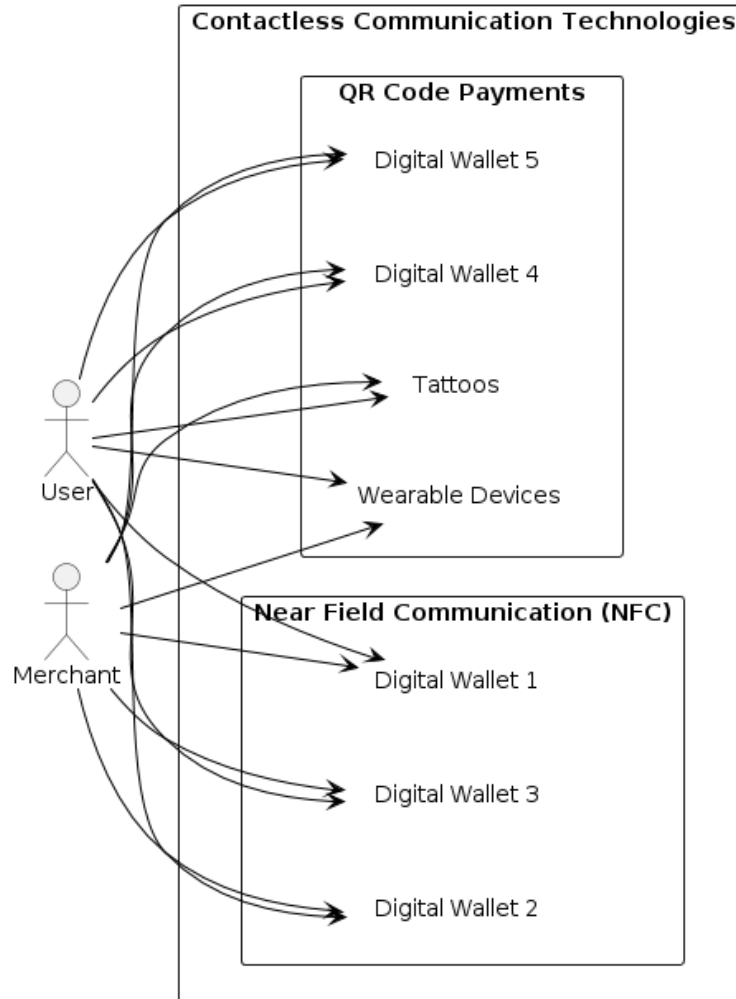 Contactless Communication Technologies
QR Code Payments
Digital Wallet 5
Digital Wallet 4
Tattoos
Wearable Devices
User
Near Field Communication (NFC)
Merchant
Digital Wallet 1
Digital Wallet 3
Digital Wallet 2